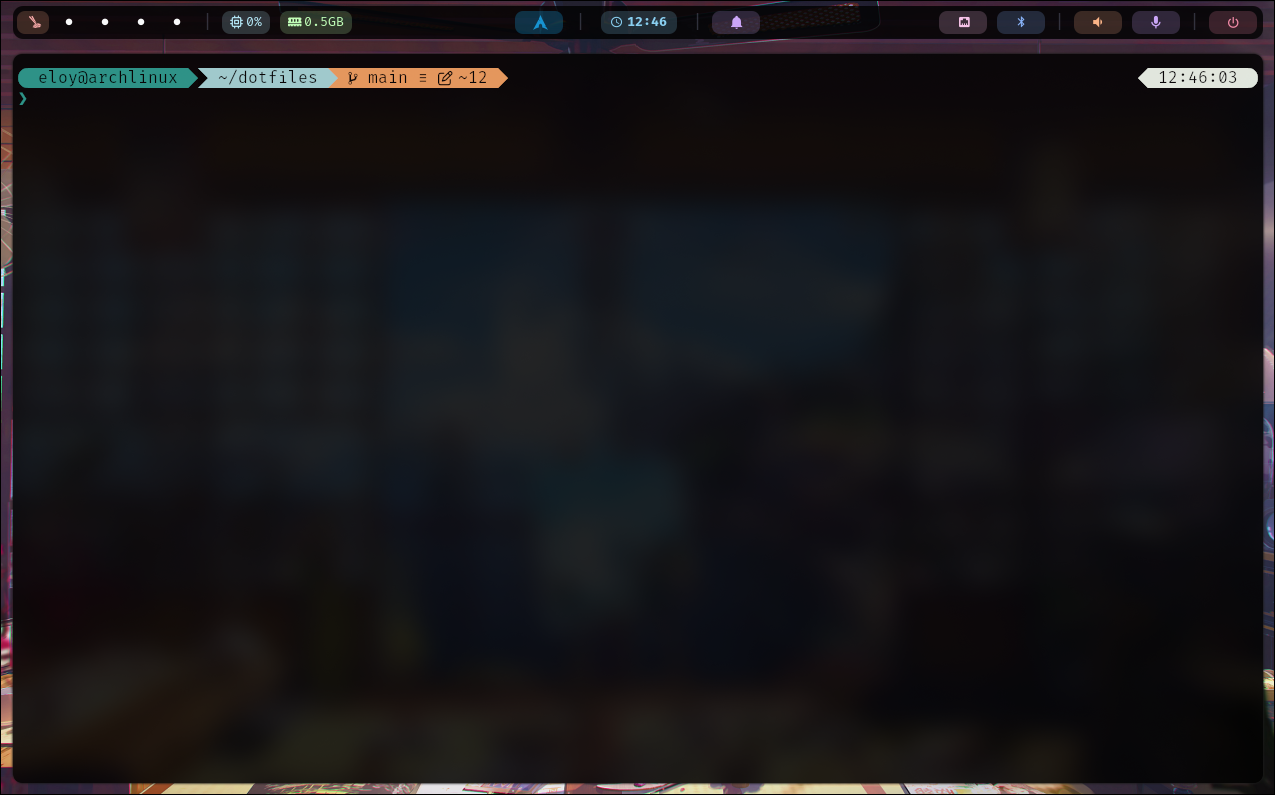 0% 0.5GB 12:46
eloy@archlinux ~/dotfiles main ≡ ~12 12:46:03
❯